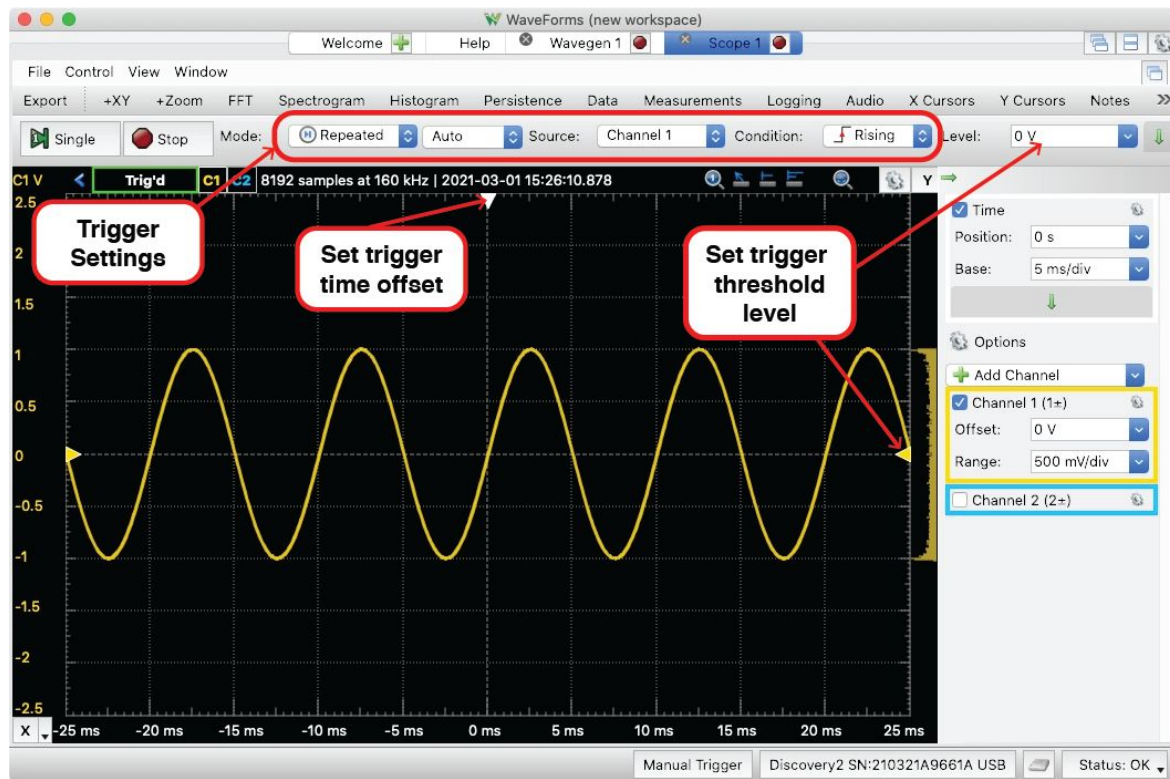 WaveForms (new workspace)
Welcome Help Wavegen 1 Scope 1
File Control View Window
Export +XY +Zoom FFT Spectrogram Histogram Persistence Data Measurements Logging Audio X Cursors Y Cursors Notes »
Single Stop Mode: Repeated Auto Source: Channel 1 Condition: Rising Level: 0 V
C1 V Trig'd C1 C2 8192 samples at 160 kHz | 2021-03-01 15:26:10.878 Y
2.5
2
1.5
1
0.5
0
-0.5
-1
-1.5
-2
-2.5
Trigger
Settings
Set trigger
time offset
Set trigger
threshold
level
Time
Position: 0 s
Base: 5 ms/div
Options
Add Channel
Channel 1 (1±)
Offset: 0 V
Range: 500 mV/div
Channel 2 (2±)
X -25 ms -20 ms -15 ms -10 ms -5 ms 0 ms 5 ms 10 ms 15 ms 20 ms 25 ms
Manual Trigger Discovery2 SN:210321A9661A USB Status: OK